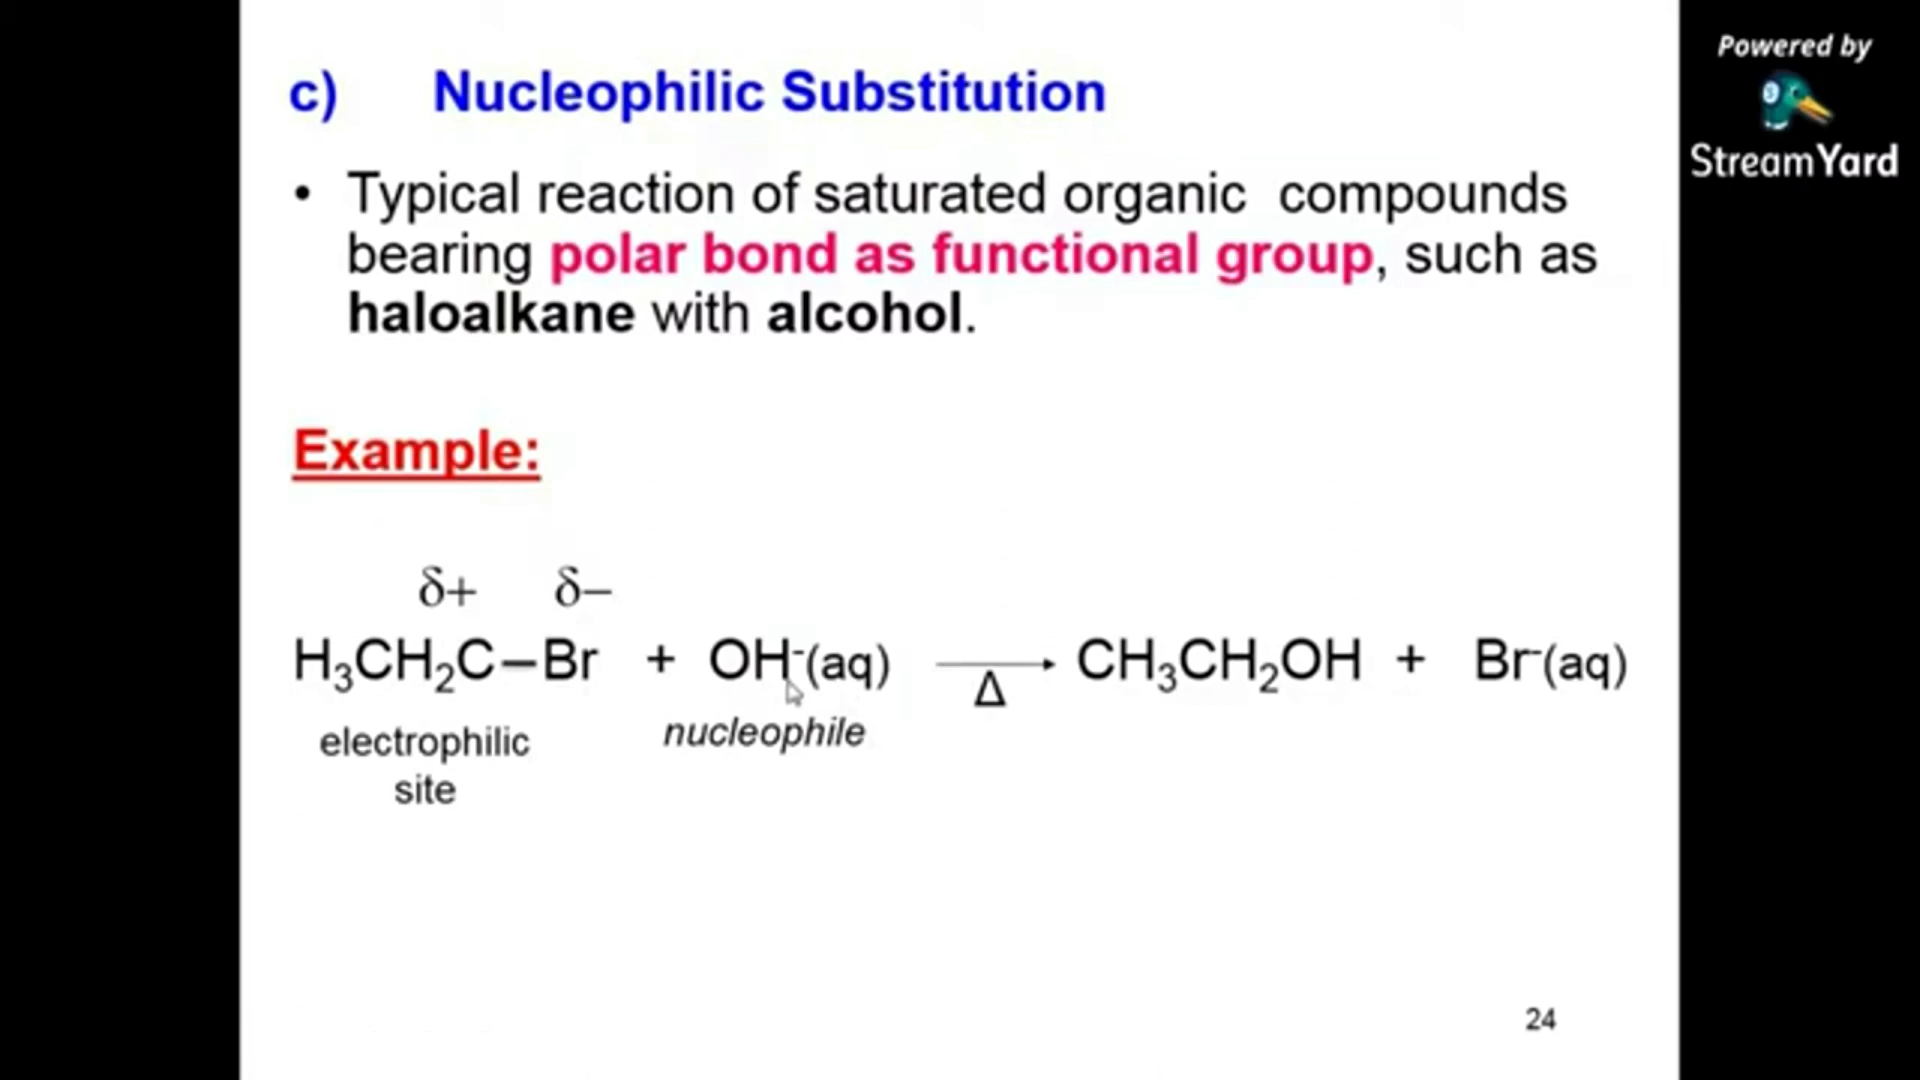 c) Nucleophilic Substitution
• Typical reaction of saturated organic compounds
bearing polar bond as functional group, such as
haloalkane with alcohol.
Example:
δ+ δ−
H₃CH₂C−Br + OH⁻(aq) → CH₃CH₂OH + Br⁻(aq)
Δ
electrophilic
site
nucleophile
24
Powered by
StreamYard